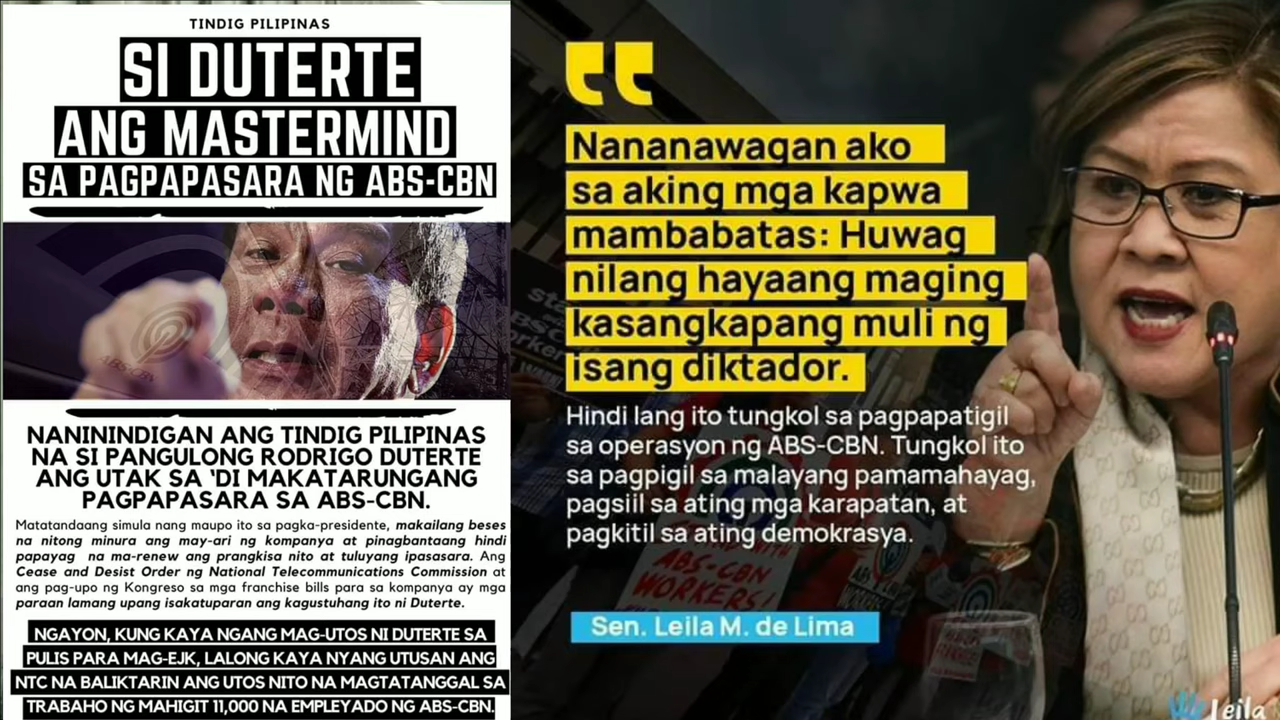 TINDIG PILIPINAS
SI DUTERTE
ANG MASTERMIND
SA PAGPAPASARA NG ABS-CBN
ABS-CBN
NANININDIGAN ANG TINDIG PILIPINAS
NA SI PANGULONG RODRIGO DUTERTE
ANG UTAK SA ‘DI MAKATARUNGANG
PAGPAPASARA SA ABS-CBN.
Matatandaang simula nang maupo ito sa pagka-presidente, makailang beses
na nitong minura ang may-ari ng kompanya at pinagbantaang hindi
papayag na ma-renew ang prangkisa nito at tuluyang ipasasara. Ang
Cease and Desist Order ng National Telecommunications Commission at
ang pag-upo ng Kongreso sa mga franchise bills para sa kompanya ay mga
paraan lamang upang isakatuparan ang kagustuhang ito ni Duterte.
NGAYON, KUNG KAYA NGANG MAG-UTOS NI DUTERTE SA
PULIS PARA MAG-EJK, LALONG KAYA NYANG UTUSAN ANG
NTC NA BALIKTARIN ANG UTOS NITO NA MAGTATANGGAL SA
TRABAHO NG MAHIGIT 11,000 NA EMPLEYADO NG ABS-CBN.
Nananawagan ako
sa aking mga kapwa
mambabatas: Huwag
nilang hayaang maging
kasangkapang muli ng
isang diktador.
Hindi lang ito tungkol sa pagpapatigil
sa operasyon ng ABS-CBN. Tungkol ito
sa pagpigil sa malayang pamamahayag,
pagsiil sa ating mga karapatan, at
pagkitil sa ating demokrasya.
WITH
ABS-CBN
WORKERS!
Sen. Leila M. de Lima
Leila